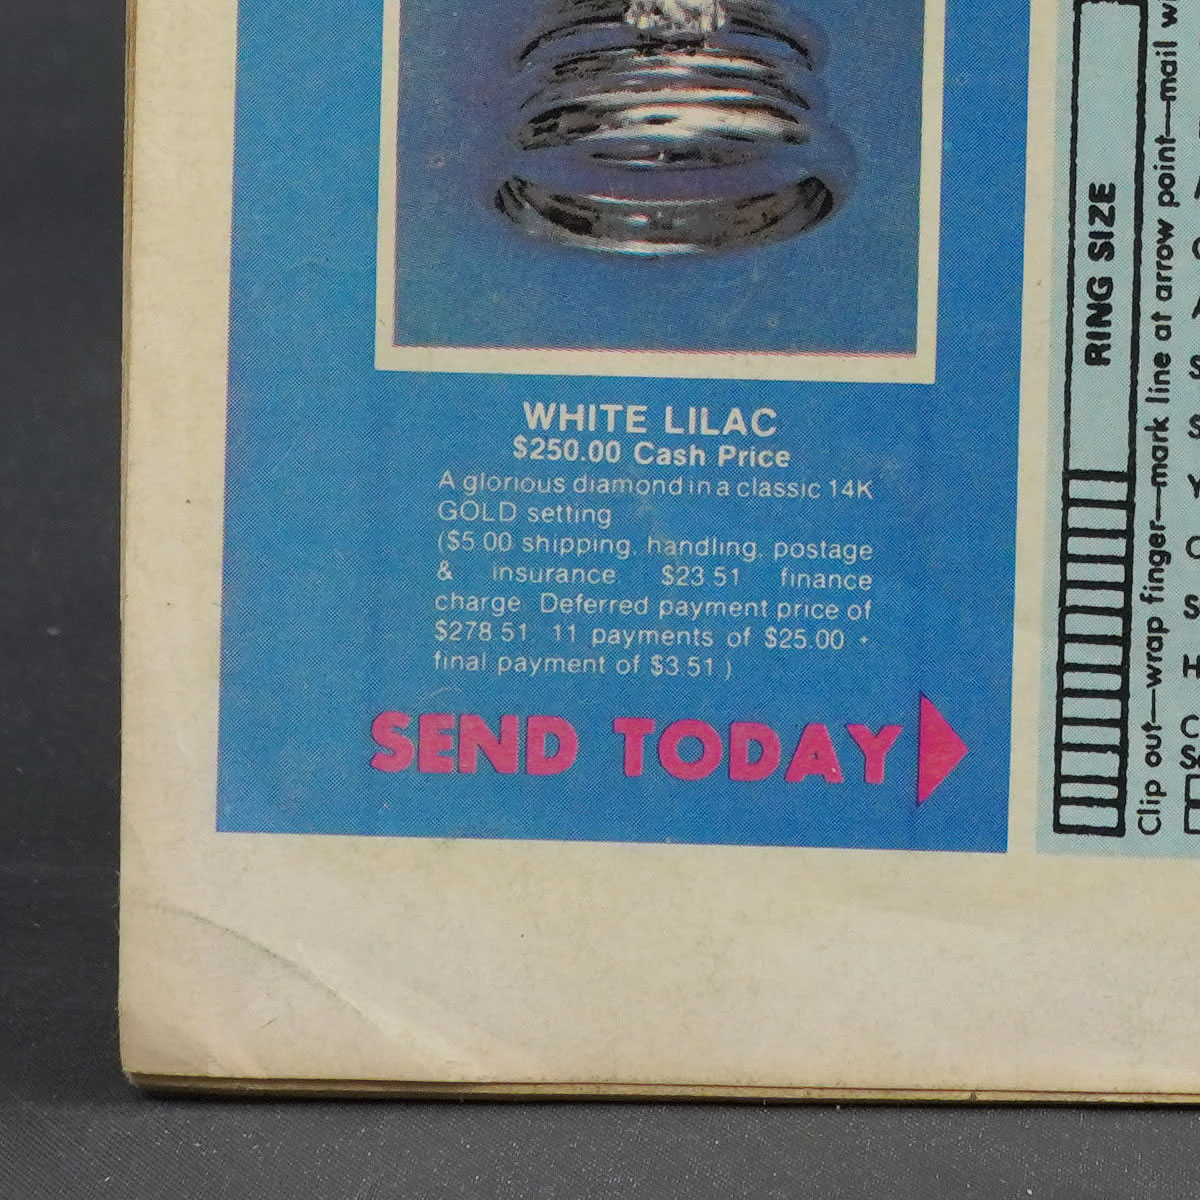 WHITE LILAC
$250.00 Cash Price
A glorious diamond in a classic 14K
GOLD setting
($5.00 shipping, handling, postage
& insurance. $23.51 finance
charge. Deferred payment price of
$278.51. 11 payments of $25.00 +
final payment of $3.51.)
SEND TODAY
RING SIZE
Clip out—wrap finger—mark line at arrow point—mail